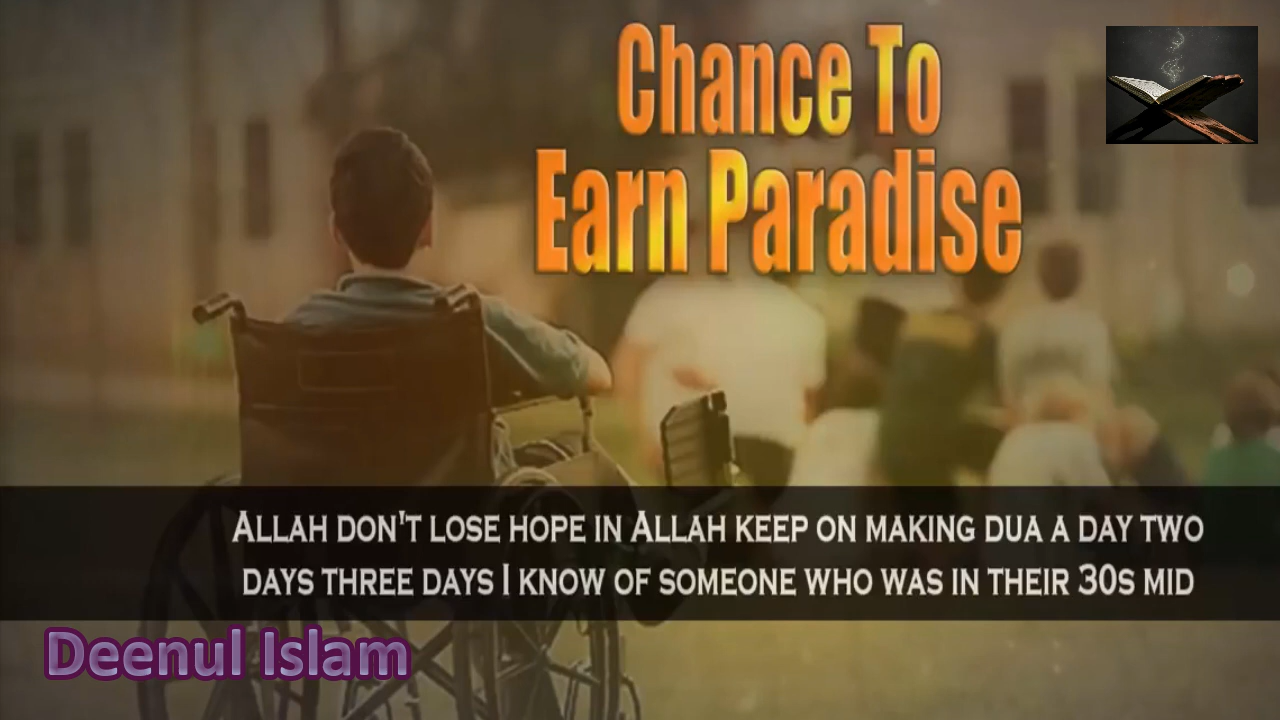 Chance To
Earn Paradise
Allah don't lose hope in Allah keep on making dua a day two
days three days I know of someone who was in their 30s mid
Deenul Islam